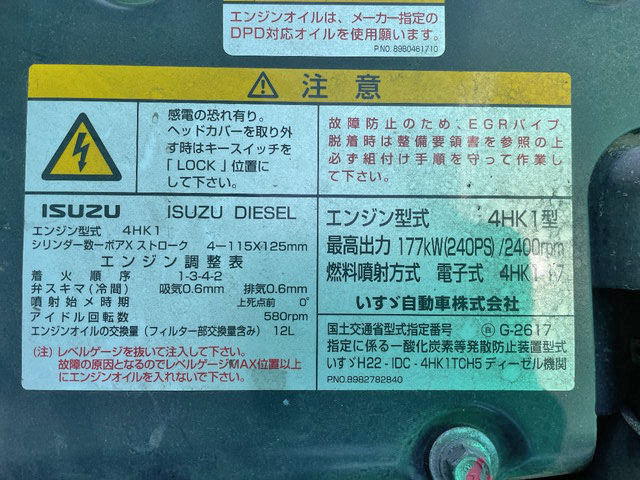 エンジンオイルは、メーカー指定の
DPD対応オイルを使用願います。
P.NO. 8980461710
⚠ 注意
感電の恐れ有り。
ヘッドカバーを取り外
す時はキースイッチを
「LOCK」位置に
して下さい。
故障防止のため、EGRパイプ
脱着時は整備要領書を参照の上
必ず組付け手順を守って作業し
て下さい。
ISUZU ISUZU DIESEL
エンジン型式 4HK1
シリンダー数ーボアX ストローク 4ー115X125mm
エンジン調整表
着火順序 1-3-4-2
弁スキマ(冷間) 吸気0.6mm 排気0.6mm
噴射始メ時期 上死点前 0°
アイドル回転数 580rpm
エンジンオイルの交換量 (フィルター部交換量含み) 12L
(注) レベルゲージを抜いて注入して下さい。
故障の原因となるのでレベルゲージMAX位置以上
にエンジンオイルを入れないで下さい。
エンジン型式 4HK1型
最高出力 177kW(240PS)/2400rpm
燃料噴射方式 電子式 4HK1-17
いすゞ自動車株式会社
国土交通省型式指定番号 G-2617
指定に係る一酸化炭素等発散防止装置型式
いすゞH22-IDC-4HK1TCH5 ディーゼル機関
P.NO.8982782840